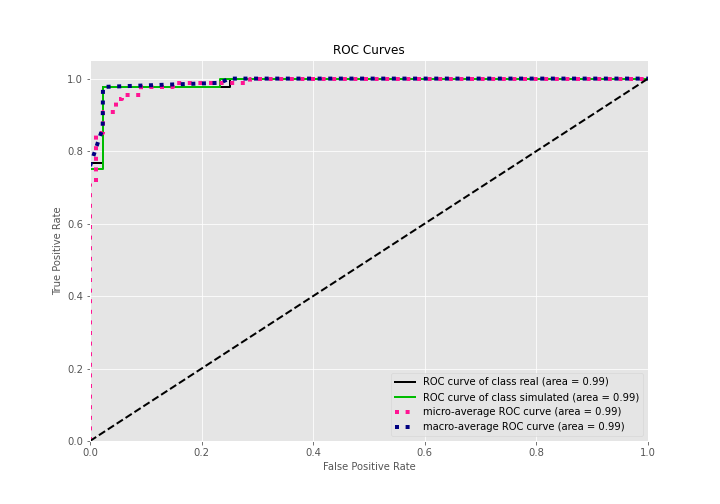 ROC Curves
1.0
0.8
0.6
0.4
0.2
0.0
True Positive Rate
0.0 0.2 0.4 0.6 0.8 1.0
False Positive Rate
ROC curve of class real (area = 0.99)
ROC curve of class simulated (area = 0.99)
micro-average ROC curve (area = 0.99)
macro-average ROC curve (area = 0.99)